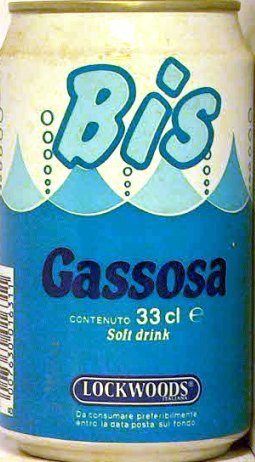 Bis
Gassosa
CONTENUTO 33 cl e
Soft drink
LOCKWOODS
ITALIANA
Da consumare preferibilmente
entro la data posta sul fondo